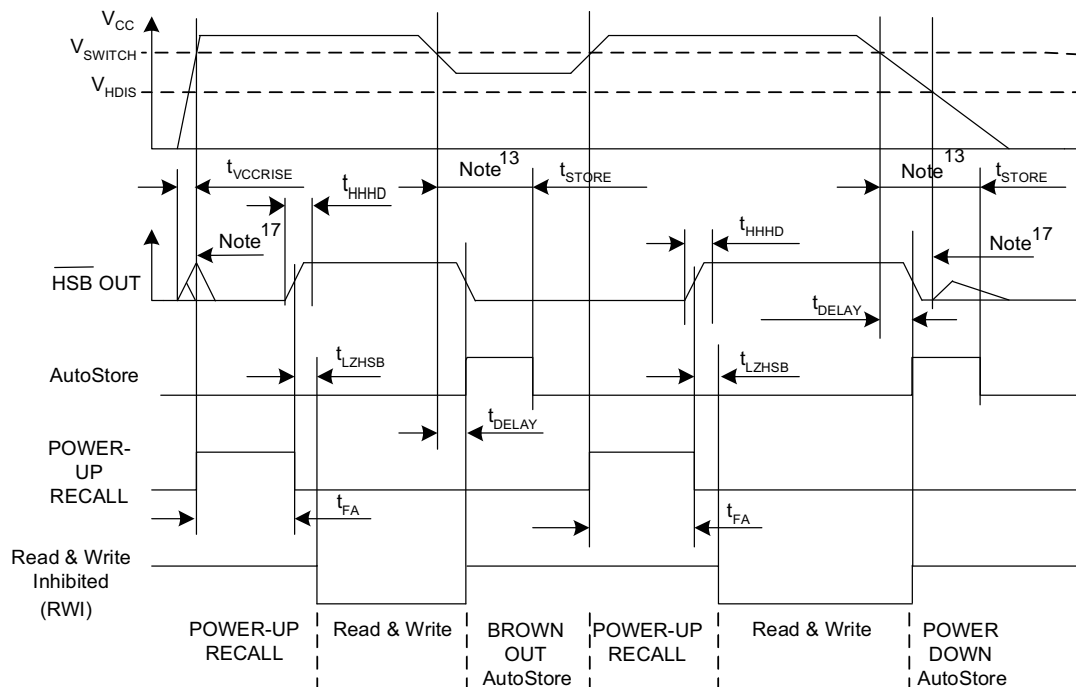 VCC
VSWITCH
VHDIS
tVCCRISE
Note13
tSTORE
Note13
tSTORE
tHHHD
tHHHD
Note17
Note17
HSB OUT
tDELAY
tLZHSB
tLZHSB
AutoStore
tDELAY
POWER-
UP
RECALL
tFA
tFA
Read & Write
Inhibited
(RWI)
POWER-UP
RECALL
Read & Write
BROWN
OUT
AutoStore
POWER-UP
RECALL
Read & Write
POWER
DOWN
AutoStore